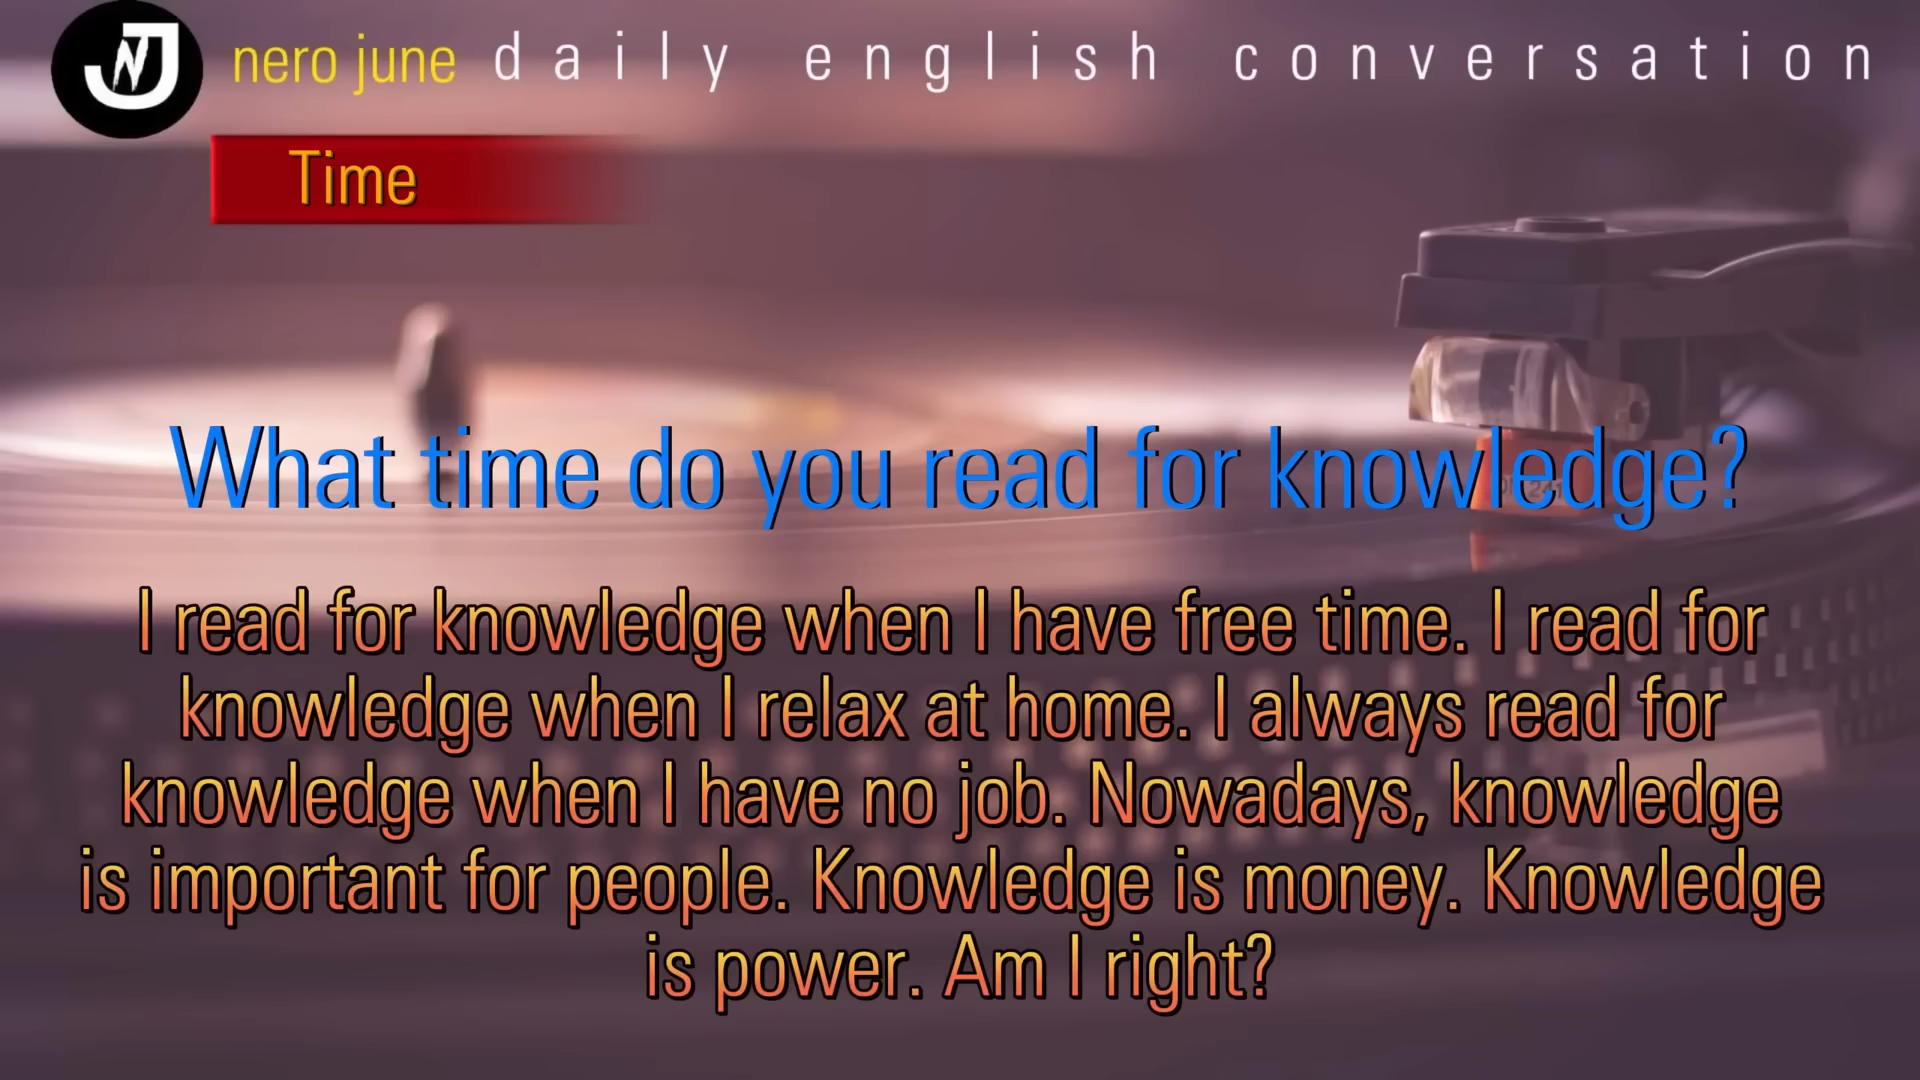 NJ
nero june daily english conversation
Time
What time do you read for knowledge?
I read for knowledge when I have free time. I read for
knowledge when I relax at home. I always read for
knowledge when I have no job. Nowadays, knowledge
is important for people. Knowledge is money. Knowledge
is power. Am I right?